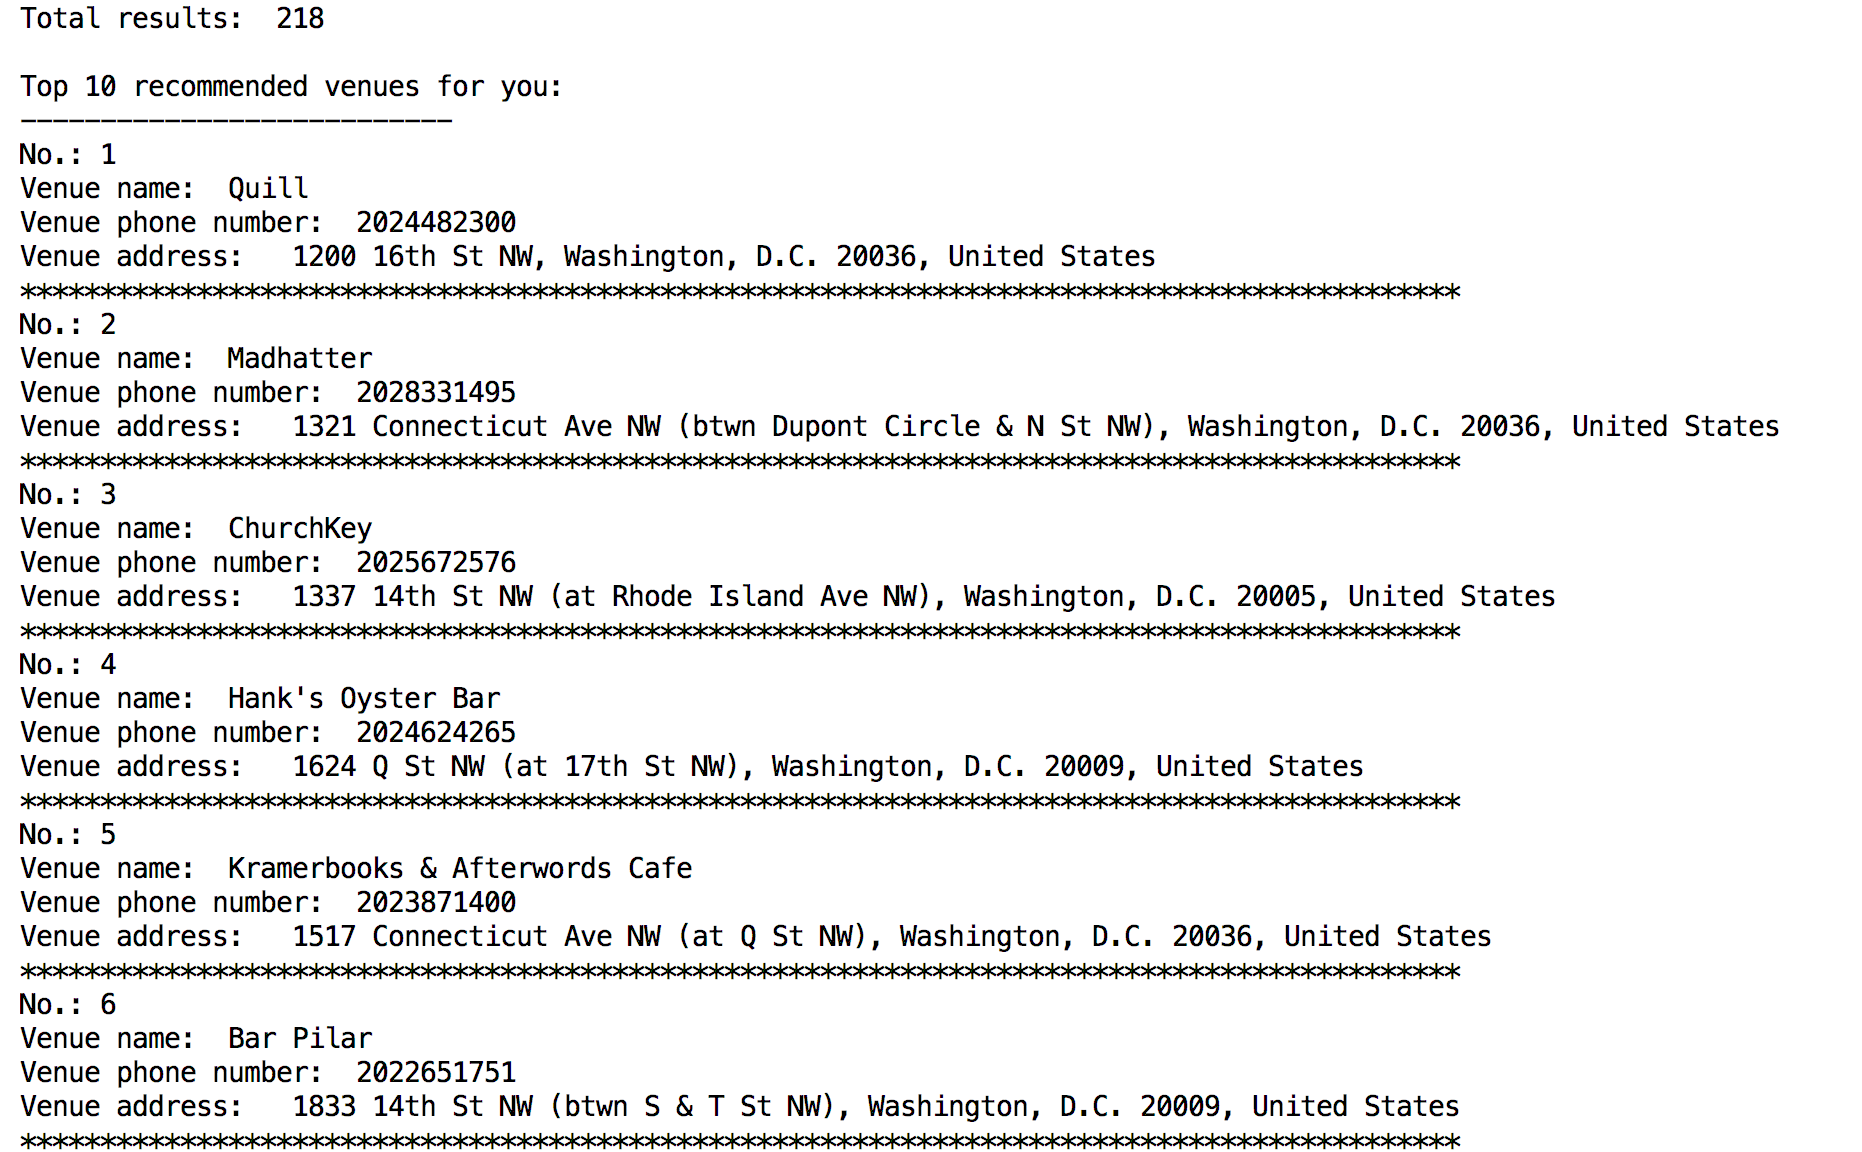 Total results:  218
Top 10 recommended venues for you:
---------------------------
No.: 1
Venue name:  Quill
Venue phone number:  2024482300
Venue address:   1200 16th St NW, Washington, D.C. 20036, United States
******************************************************************************************
No.: 2
Venue name:  Madhatter
Venue phone number:  2028331495
Venue address:   1321 Connecticut Ave NW (btwn Dupont Circle & N St NW), Washington, D.C. 20036, United States
******************************************************************************************
No.: 3
Venue name:  ChurchKey
Venue phone number:  2025672576
Venue address:   1337 14th St NW (at Rhode Island Ave NW), Washington, D.C. 20005, United States
******************************************************************************************
No.: 4
Venue name:  Hank's Oyster Bar
Venue phone number:  2024624265
Venue address:   1624 Q St NW (at 17th St NW), Washington, D.C. 20009, United States
******************************************************************************************
No.: 5
Venue name:  Kramerbooks & Afterwords Cafe
Venue phone number:  2023871400
Venue address:   1517 Connecticut Ave NW (at Q St NW), Washington, D.C. 20036, United States
******************************************************************************************
No.: 6
Venue name:  Bar Pilar
Venue phone number:  2022651751
Venue address:   1833 14th St NW (btwn S & T St NW), Washington, D.C. 20009, United States
******************************************************************************************